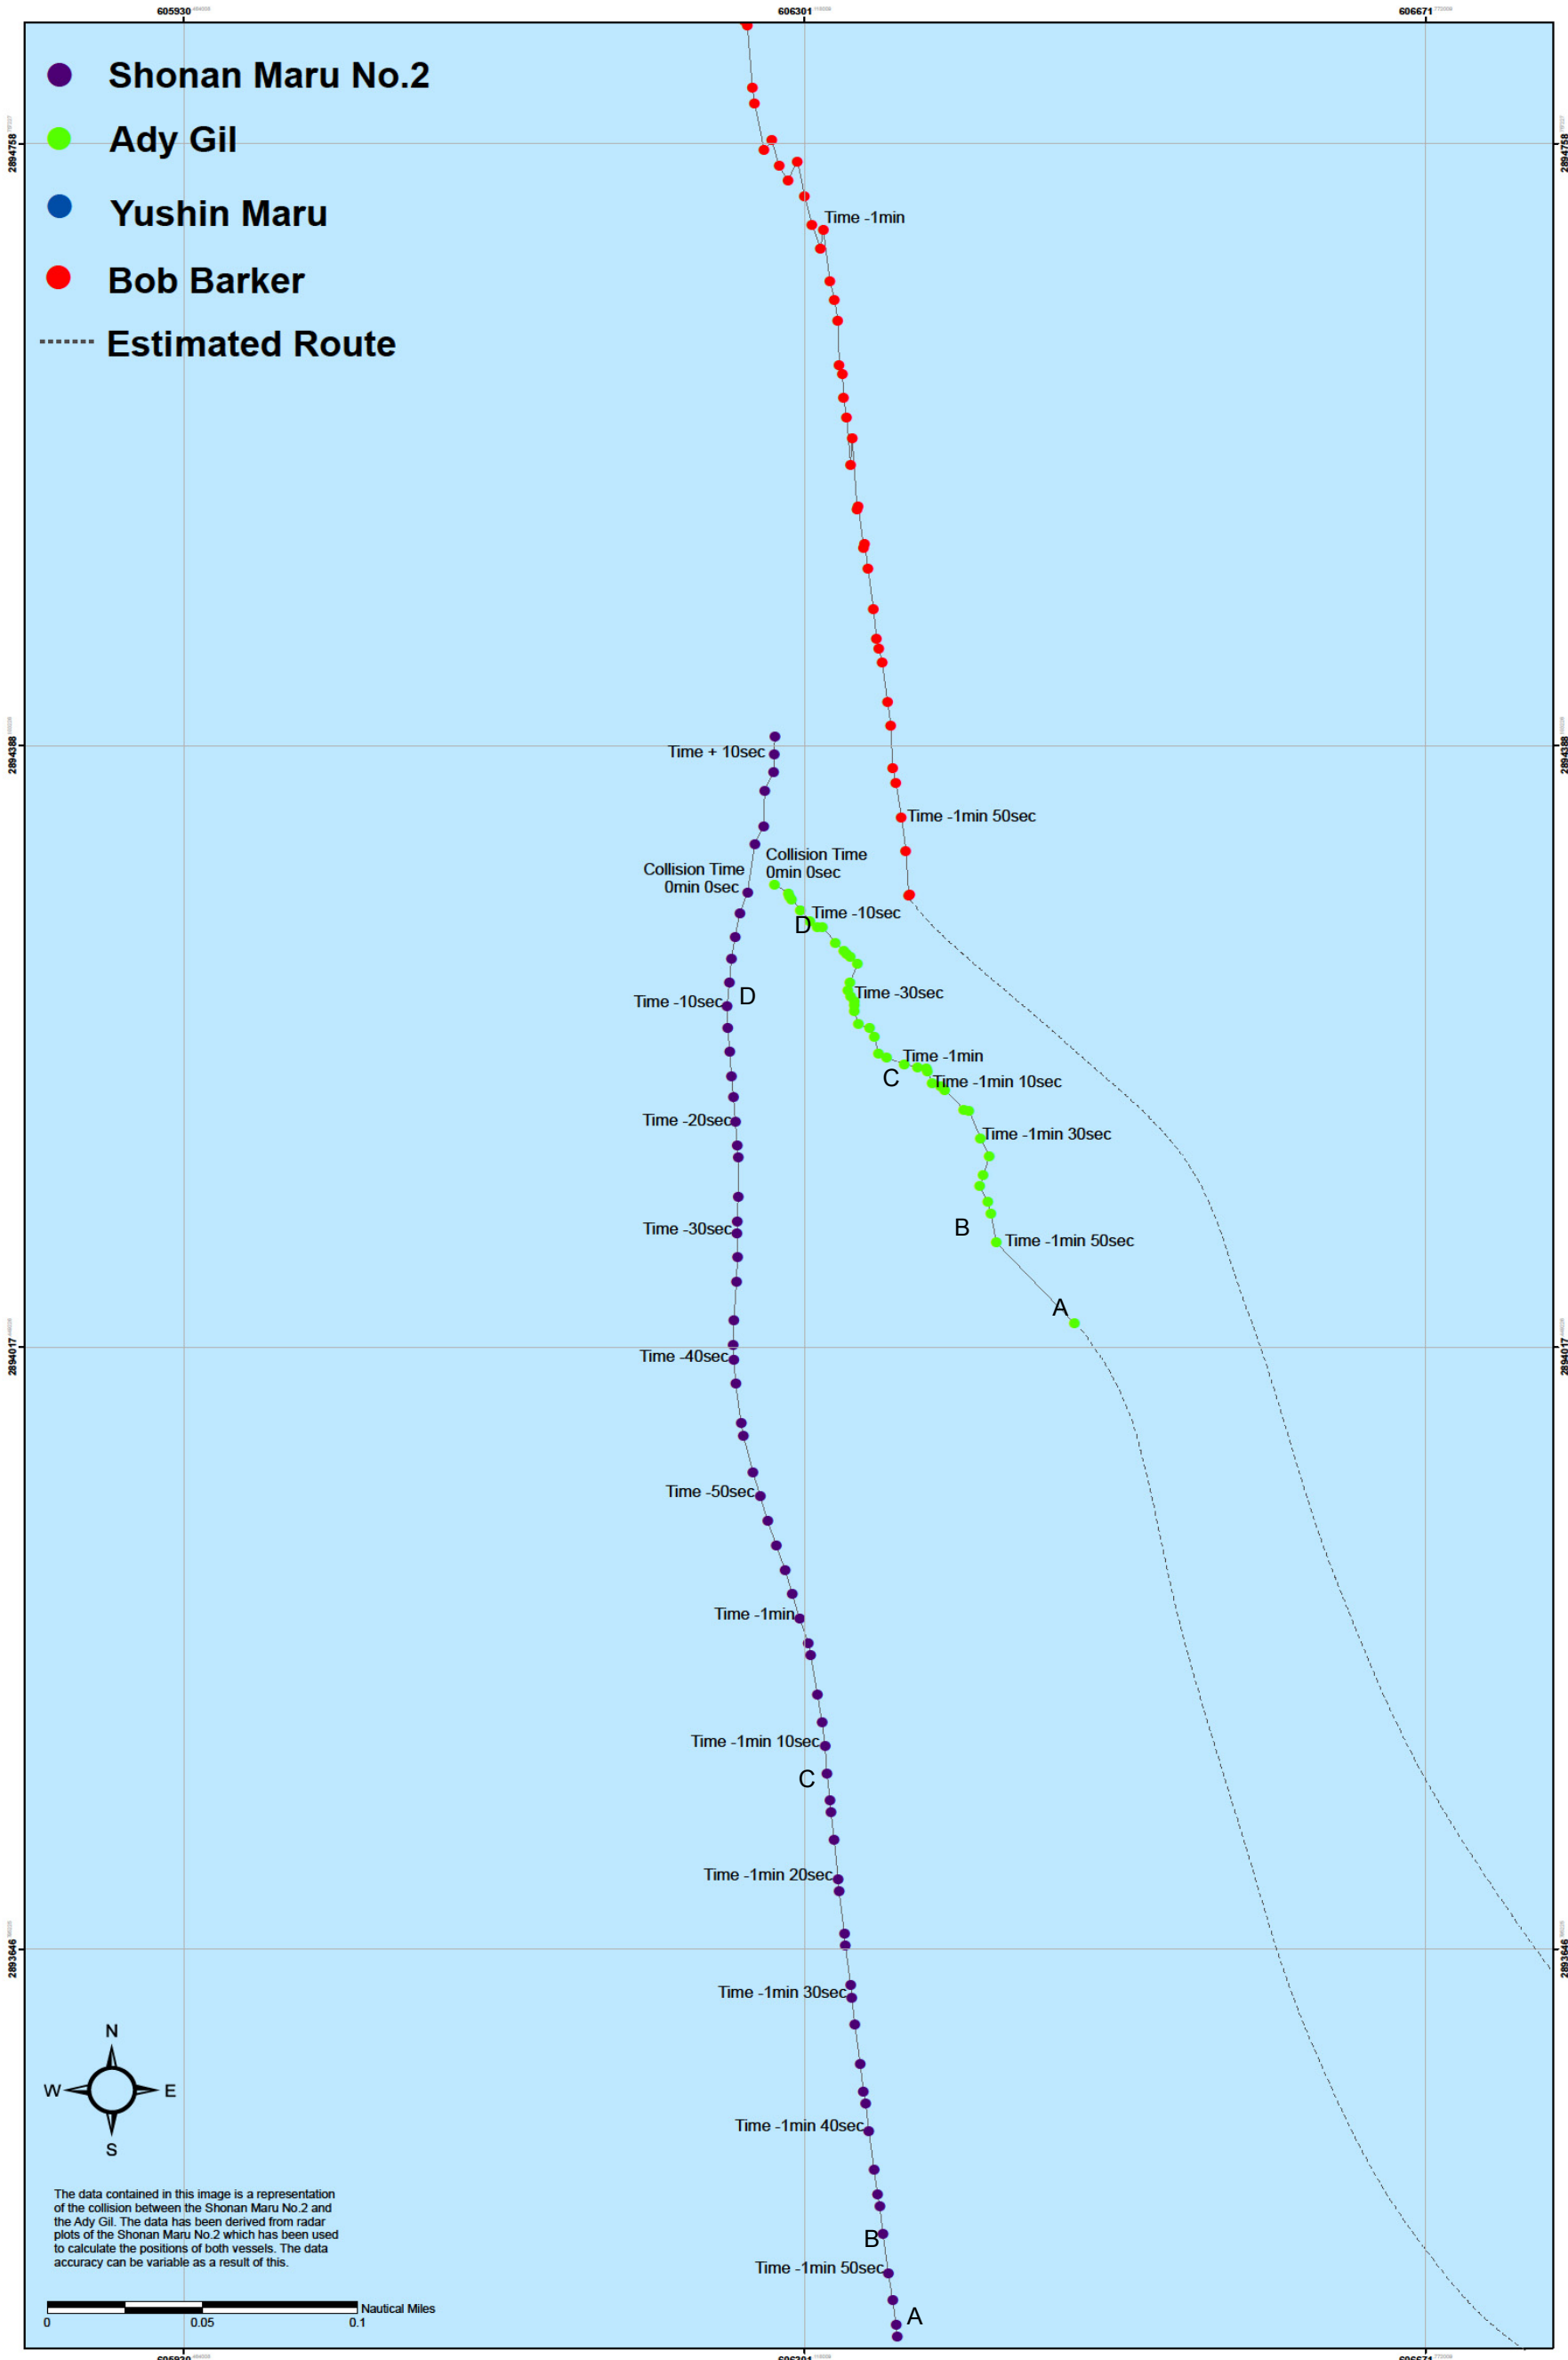 605930
606301
606671
Shonan Maru No.2
Ady Gil
Yushin Maru
Bob Barker
Estimated Route
2894758
2894758
Time -1min
2894388
2894388
Time + 10sec
Time -1min 50sec
Collision Time
0min 0sec
Collision Time
0min 0sec
Time -10sec
D
Time -10sec
D
Time -30sec
Time -1min
C
Time -1min 10sec
Time -20sec
Time -1min 30sec
Time -30sec
B
Time -1min 50sec
A
2894017
2894017
Time -40sec
Time -50sec
Time -1min
Time -1min 10sec
C
Time -1min 20sec
2893646
2893646
Time -1min 30sec
Time -1min 40sec
B
Time -1min 50sec
A
N
W
E
S
The data contained in this image is a representation
of the collision between the Shonan Maru No.2 and
the Ady Gil. The data has been derived from radar
plots of the Shonan Maru No.2 which has been used
to calculate the positions of both vessels. The data
accuracy can be variable as a result of this.
Nautical Miles
0
0.05
0.1
605930
606301
606671